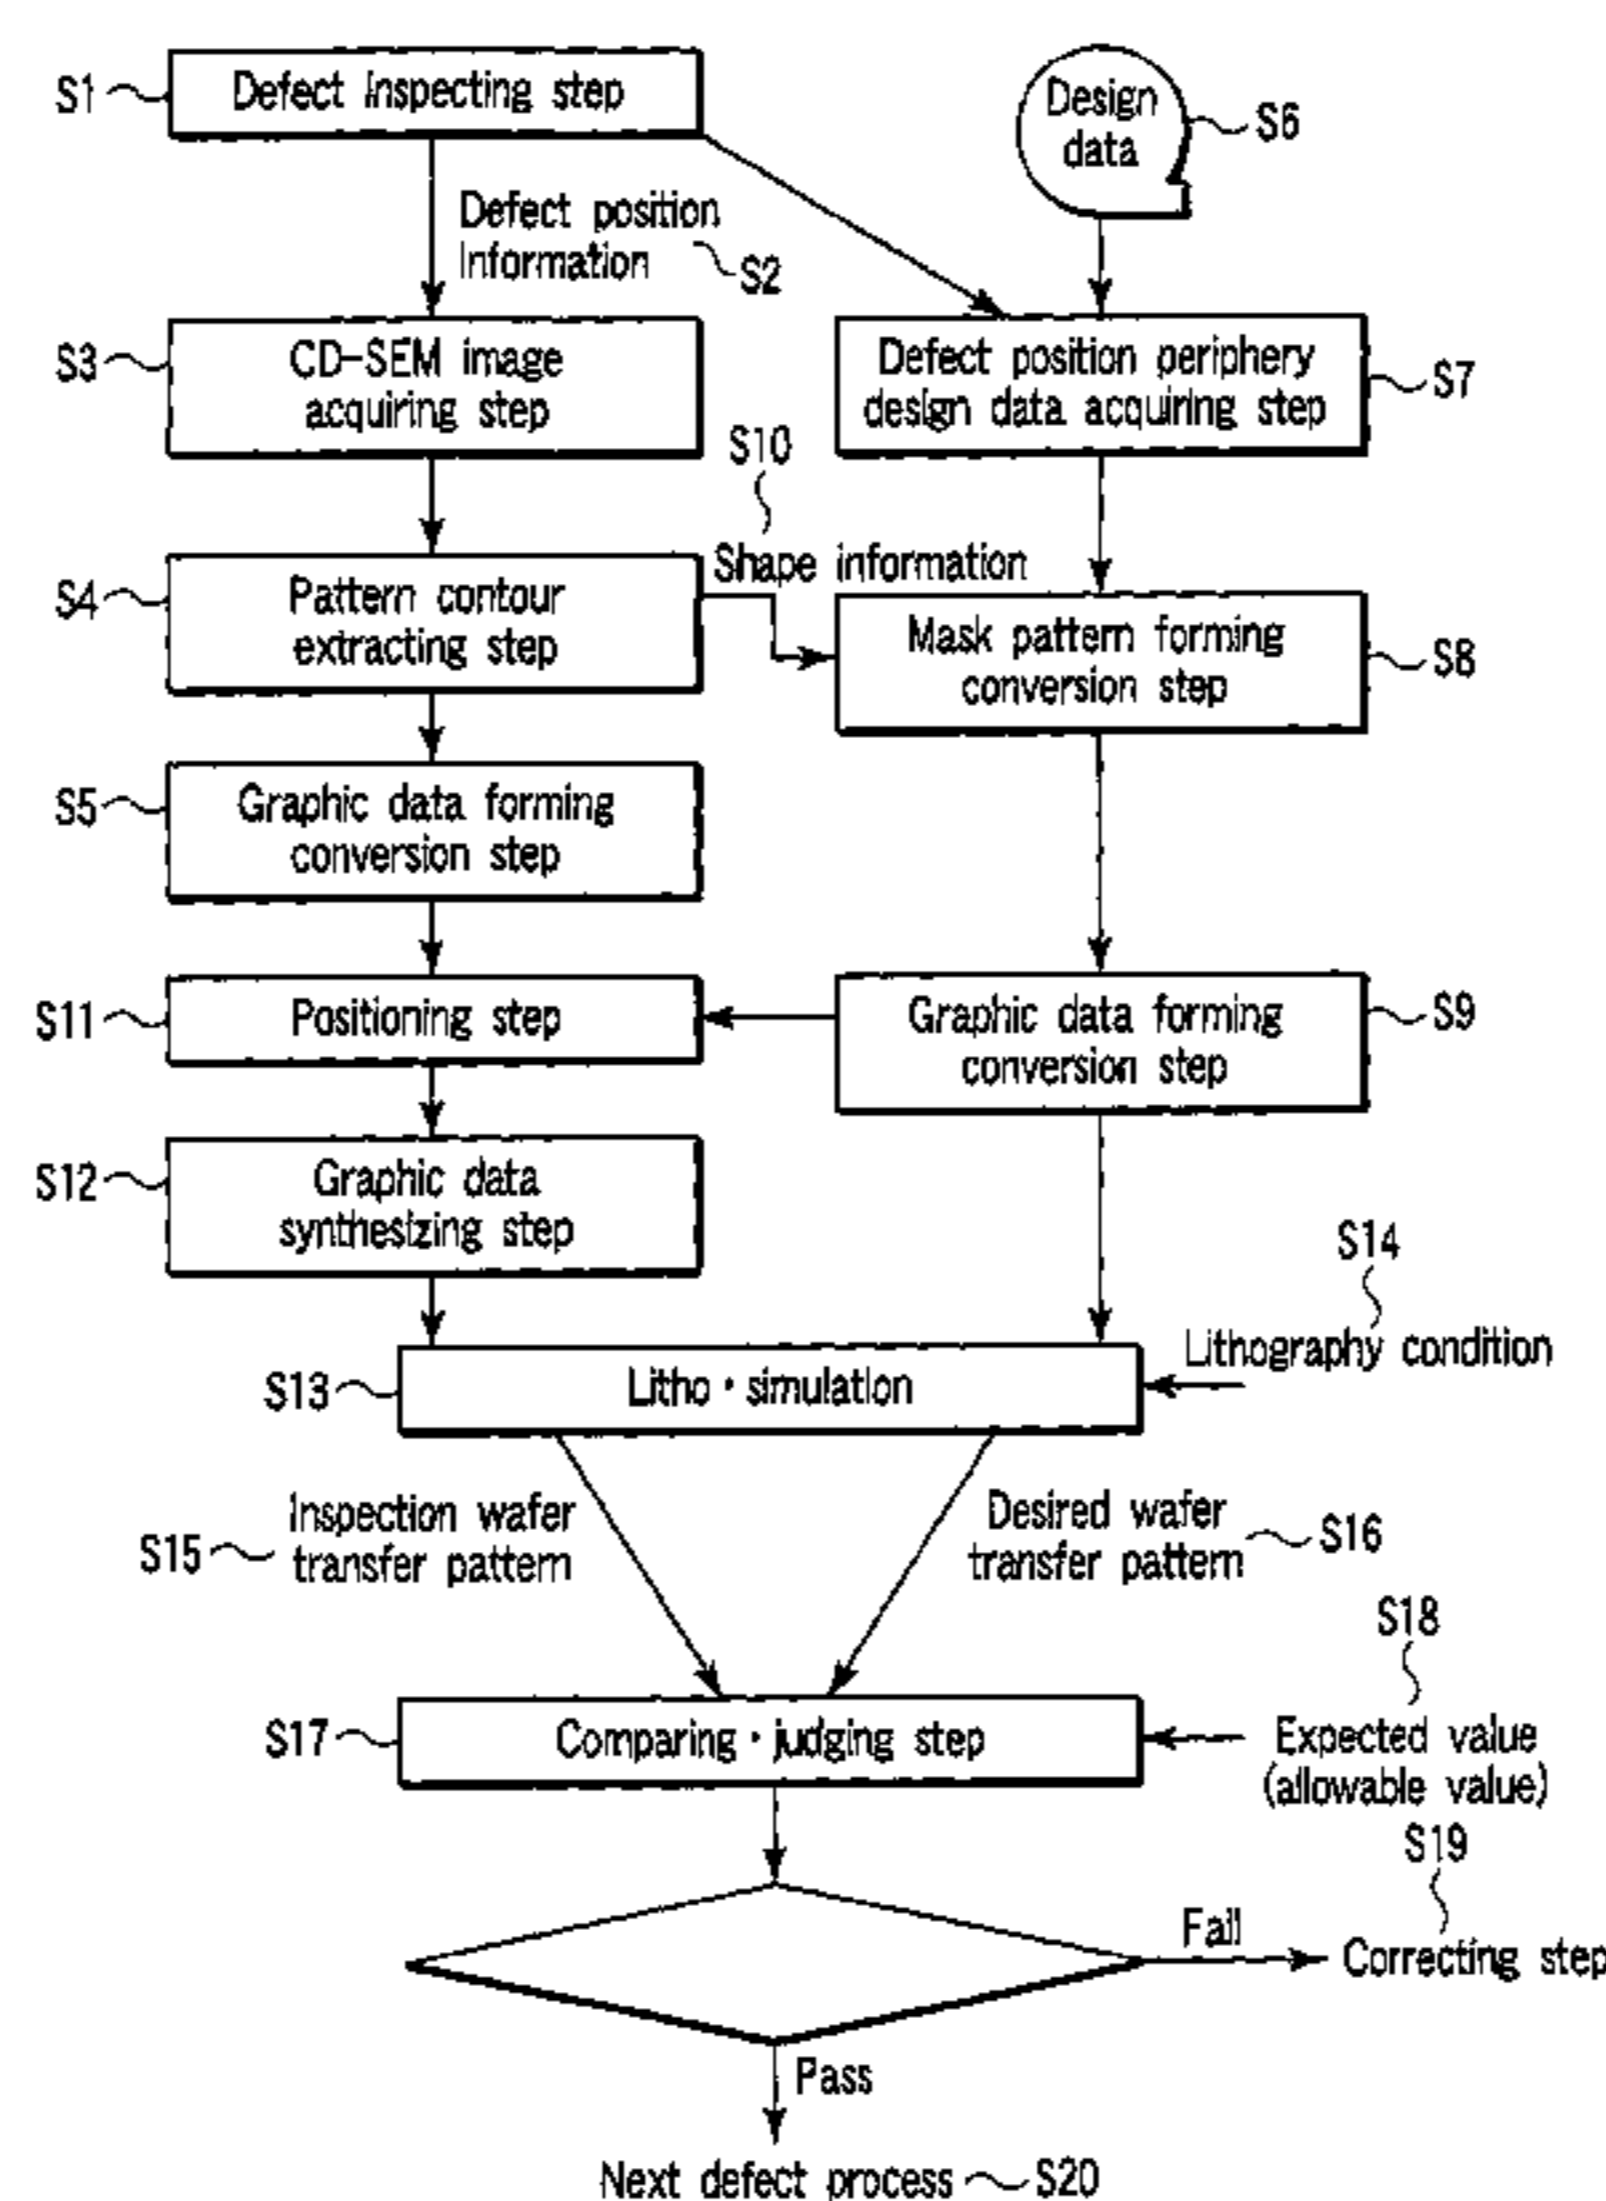 S1
Defect inspecting step
Design
data
S6
Defect position
Information
S2
S3
CD-SEM image
acquiring step
Defect position periphery
design data acquiring step
S7
S10
Shape information
S4
Pattern contour
extracting step
Mask pattern forming
conversion step
S8
S5
Graphic data forming
conversion step
S11
Positioning step
Graphic data forming
conversion step
S9
S12
Graphic data
synthesizing step
S14
Lithography condition
S13
Litho・simulation
S15
Inspection wafer
transfer pattern
Desired wafer
transfer pattern
S16
S18
Expected value
(allowable value)
S17
Comparing・judging step
S19
Fail
Correcting step
Pass
Next defect process
S20